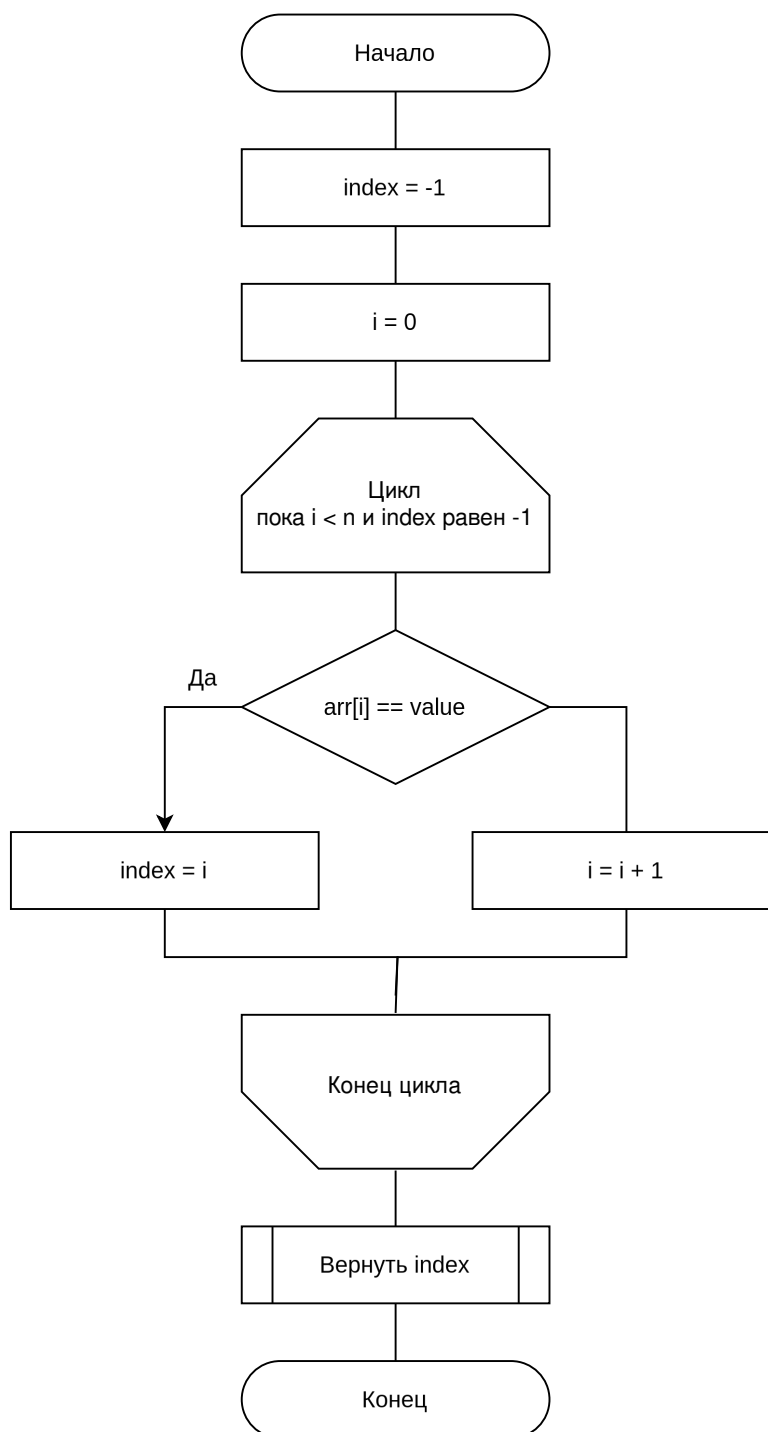 Начало
index = -1
i = 0
Цикл
пока i < n и index равен -1
Да
arr[i] == value
index = i
i = i + 1
Конец цикла
Вернуть index
Конец